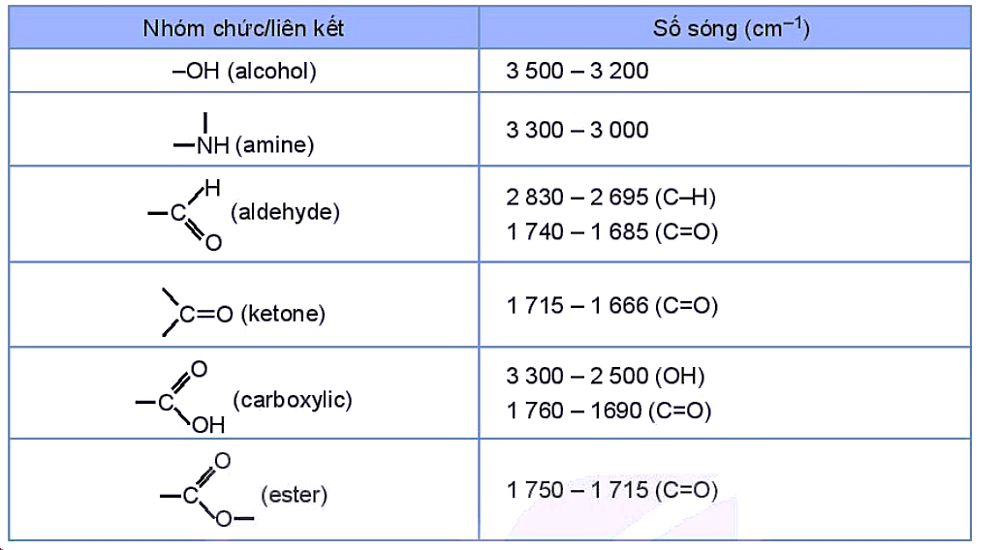 Nhóm chức/liên kết Số sóng (cm⁻¹)
–OH (alcohol) 3 500 – 3 200
–NH (amine) 3 300 – 3 000
H
–C (aldehyde)
O
2 830 – 2 695 (C–H)
1 740 – 1 685 (C=O)
C=O (ketone) 1 715 – 1 666 (C=O)
O
–C (carboxylic)
OH
3 300 – 2 500 (OH)
1 760 – 1690 (C=O)
O
–C (ester)
O–
1 750 – 1 715 (C=O)